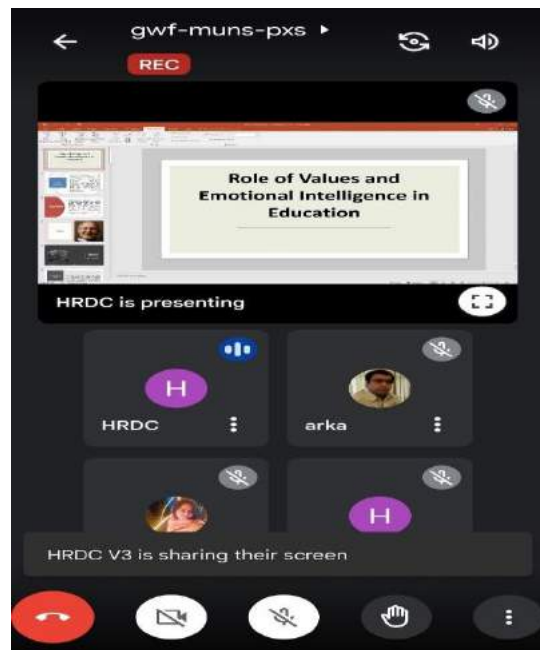 gwf-muns-pxs
REC
Role of Values and
Emotional Intelligence in
Education
HRDC is presenting
H
HRDC
arka
H
HRDC V3 is sharing their screen